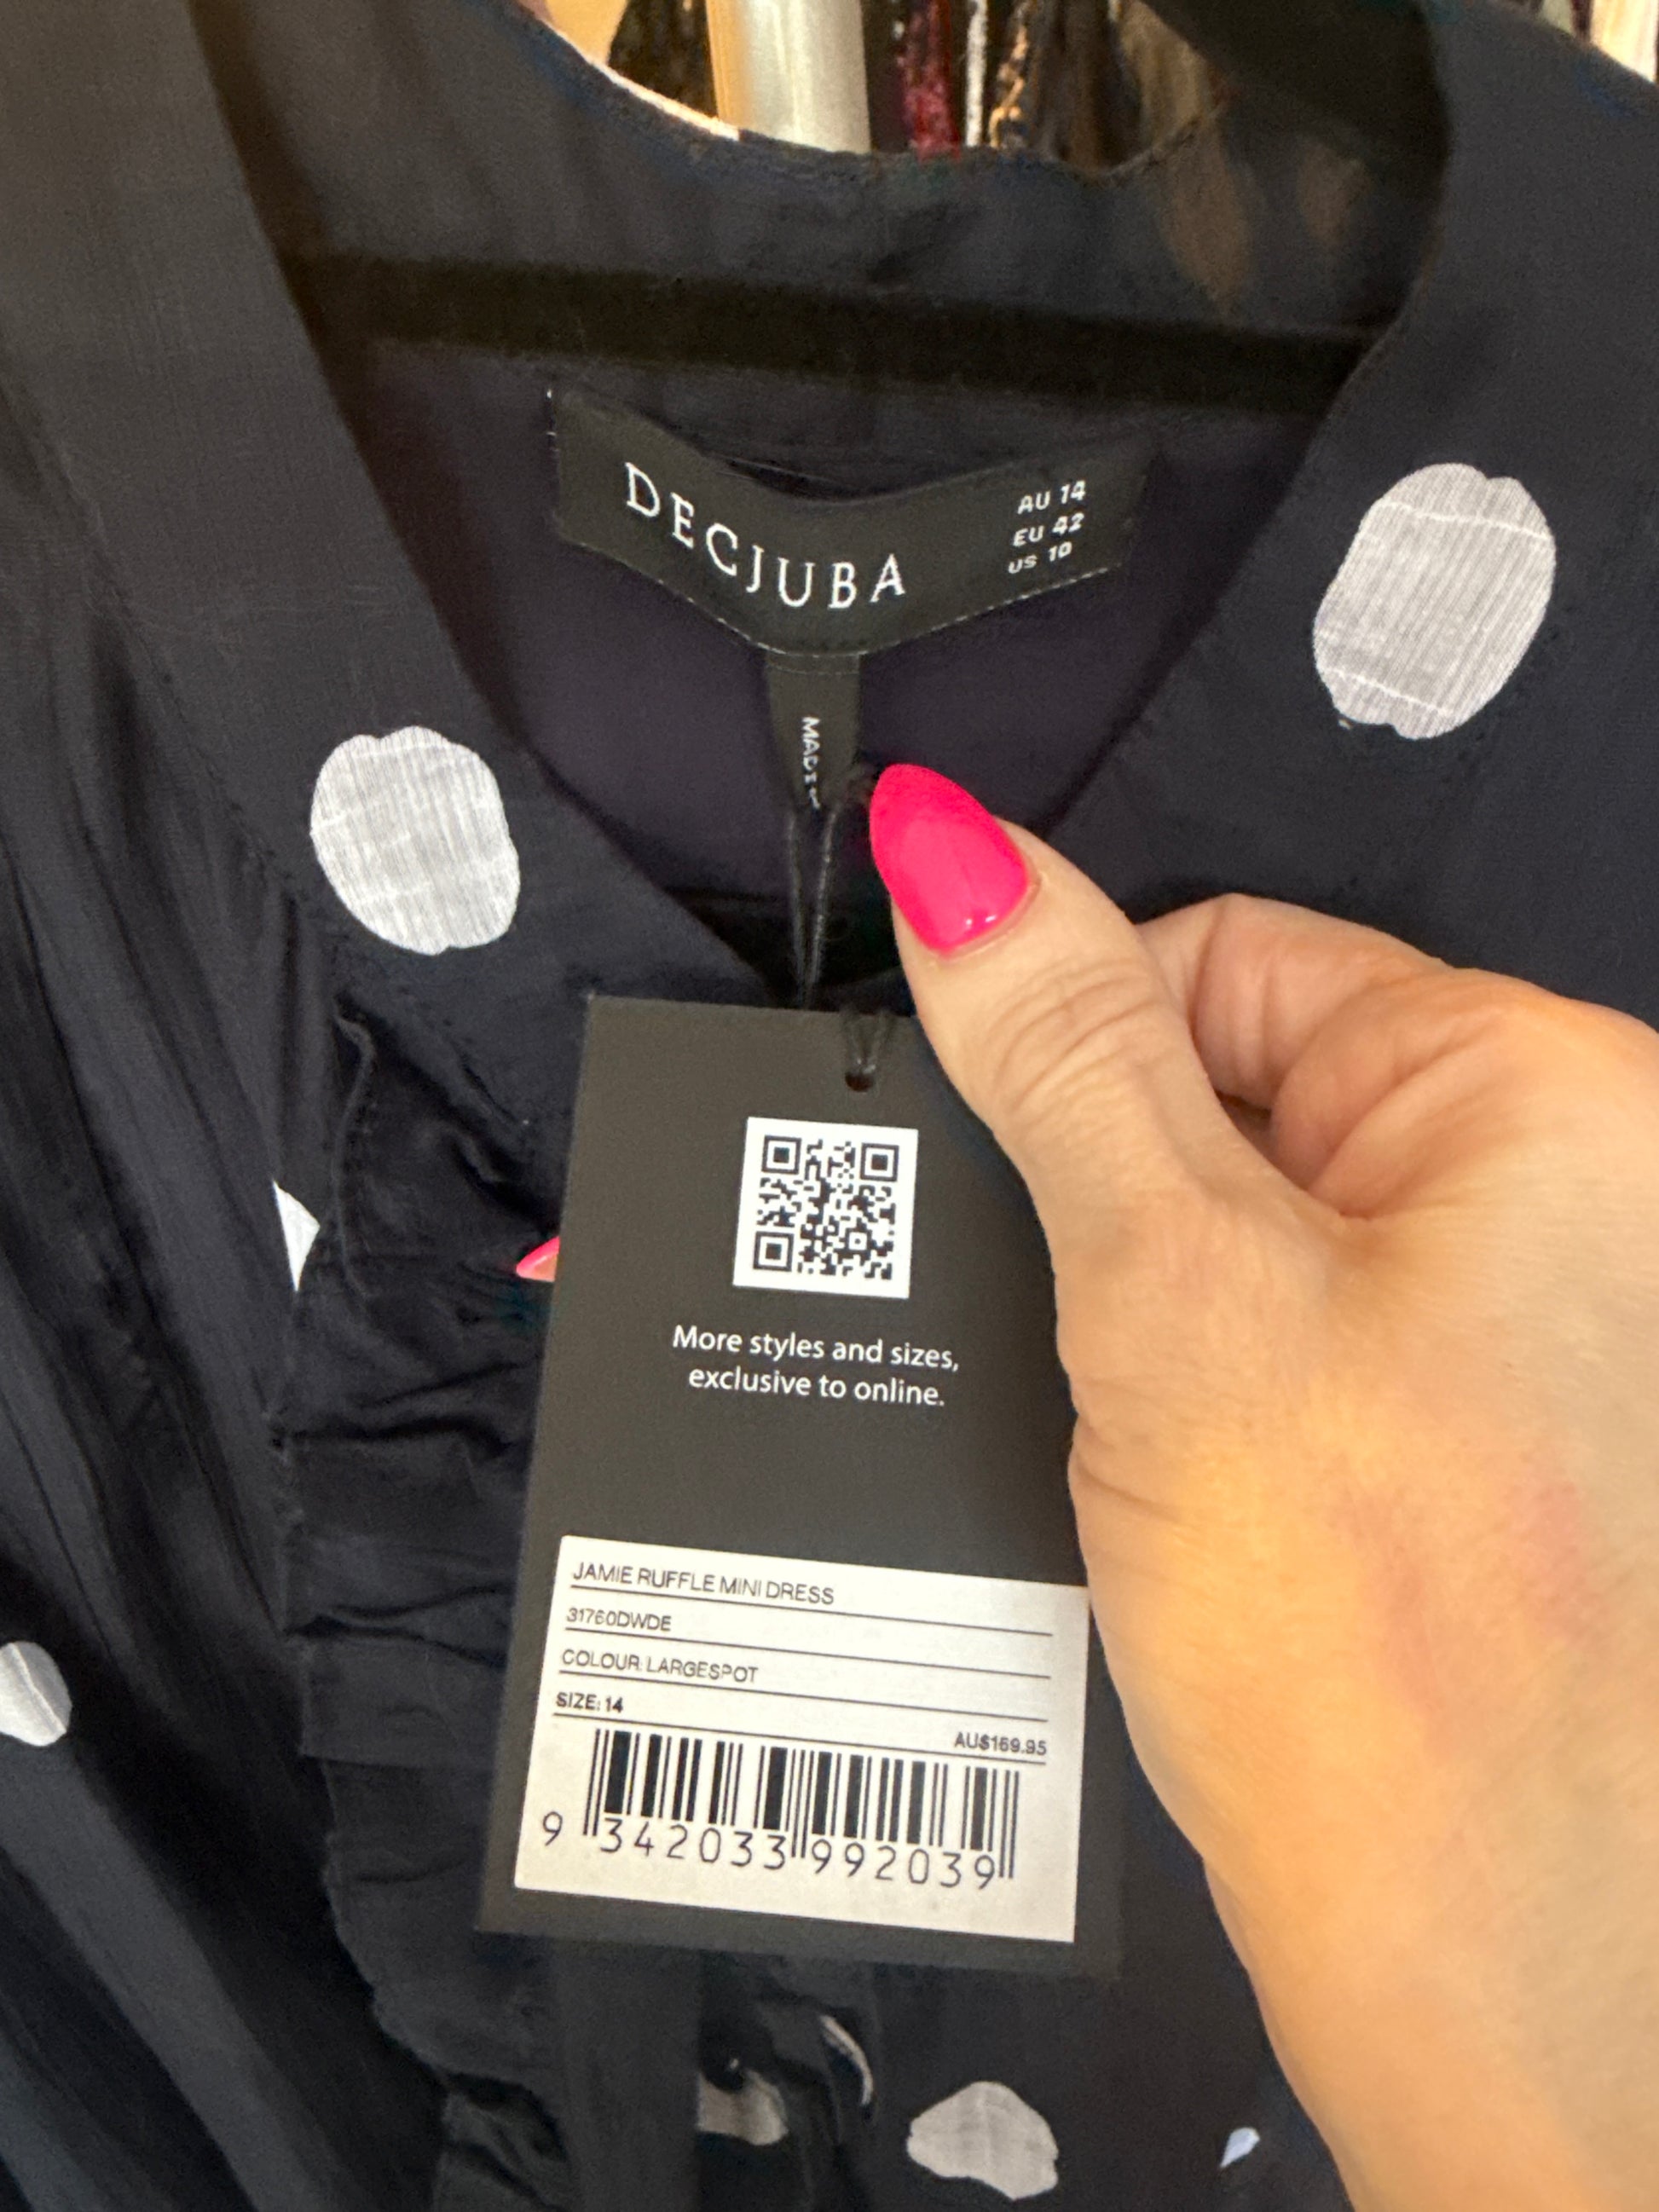 DECJUBA
AU 14
EU 42
US 10
More styles and sizes,
exclusive to online.
JAMIE RUFFLE MINI DRESS
31760DWDE
COLOUR: LARGESPOT
SIZE: 14
AU$169.95
9 342033 992039